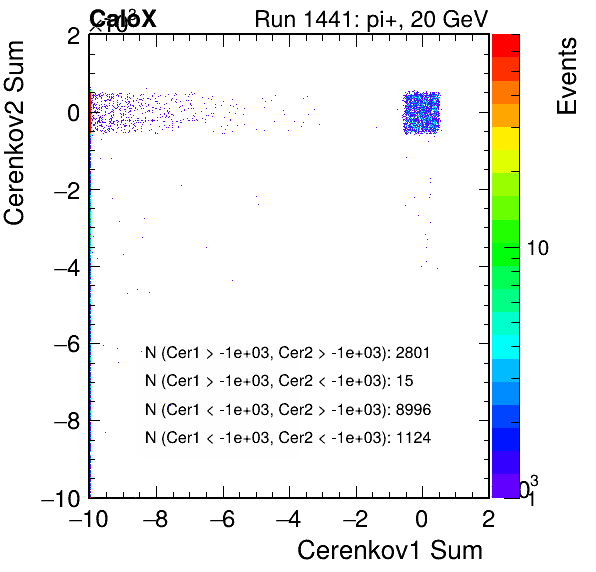 ×10³
CaloX
Run 1441: pi+, 20 GeV
Events
Cerenkov2 Sum
2
0
−2
−4
−6
−8
−10
10
1
10³
N (Cer1 > -1e+03, Cer2 > -1e+03): 2801
N (Cer1 > -1e+03, Cer2 < -1e+03): 15
N (Cer1 < -1e+03, Cer2 > -1e+03): 8996
N (Cer1 < -1e+03, Cer2 < -1e+03): 1124
−10 −8 −6 −4 −2 0 2
Cerenkov1 Sum